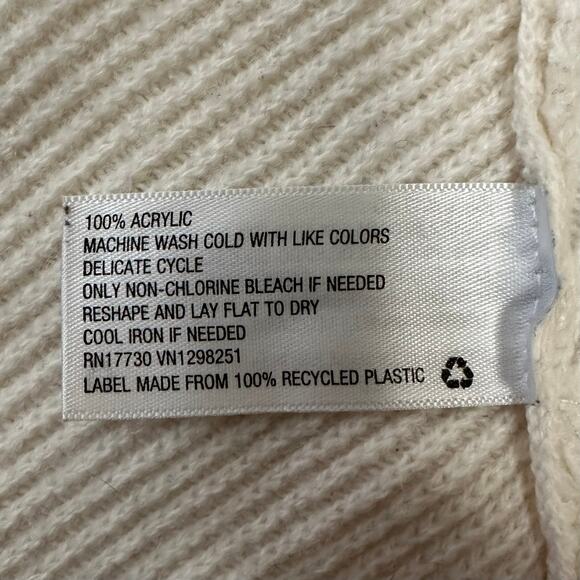 100% ACRYLIC
MACHINE WASH COLD WITH LIKE COLORS
DELICATE CYCLE
ONLY NON-CHLORINE BLEACH IF NEEDED
RESHAPE AND LAY FLAT TO DRY
COOL IRON IF NEEDED
RN17730 VN1298251
LABEL MADE FROM 100% RECYCLED PLASTIC